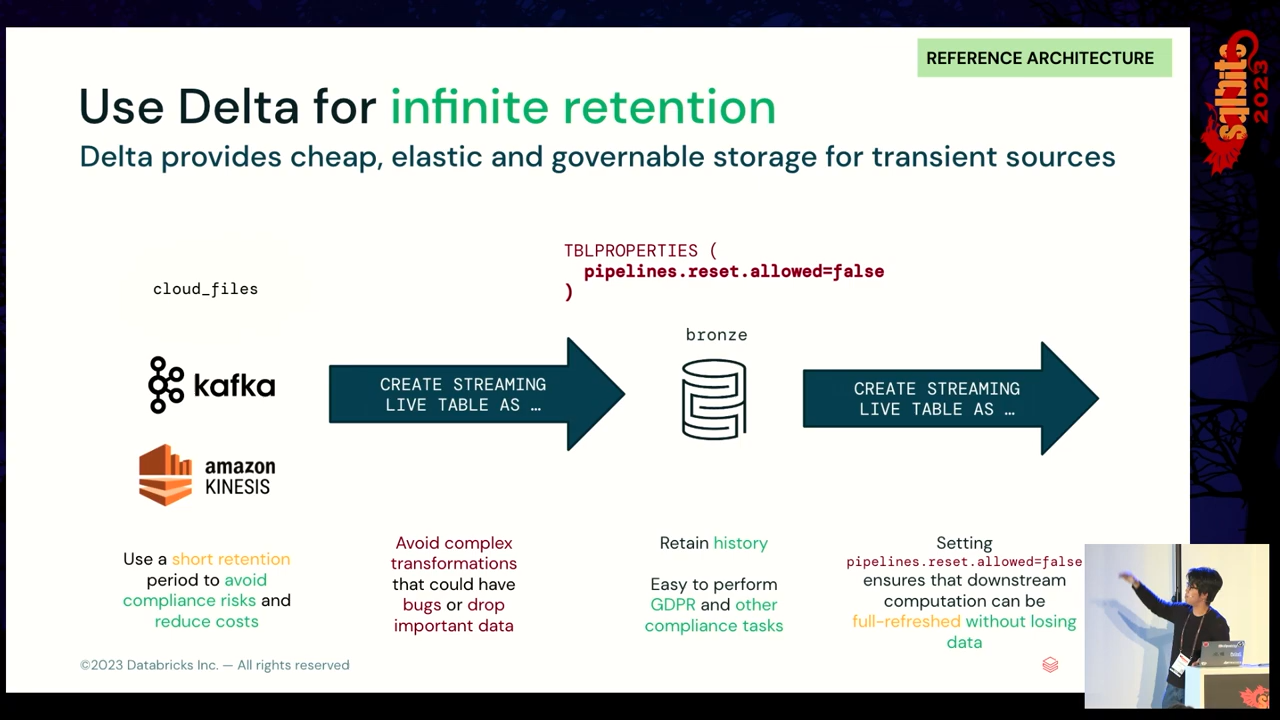 REFERENCE ARCHITECTURE
sqlbits
2023
Use Delta for infinite retention
Delta provides cheap, elastic and governable storage for transient sources
TBLPROPERTIES (
pipelines.reset.allowed=false
)
cloud_files
bronze
kafka
CREATE STREAMING
LIVE TABLE AS …
CREATE STREAMING
LIVE TABLE AS …
amazon
KINESIS
Use a short retention
period to avoid
compliance risks and
reduce costs
Avoid complex
transformations
that could have
bugs or drop
important data
Retain history
Easy to perform
GDPR and other
compliance tasks
Setting
pipelines.reset.allowed=false
ensures that downstream
computation can be
full-refreshed without losing
data
©2023 Databricks Inc. — All rights reserved